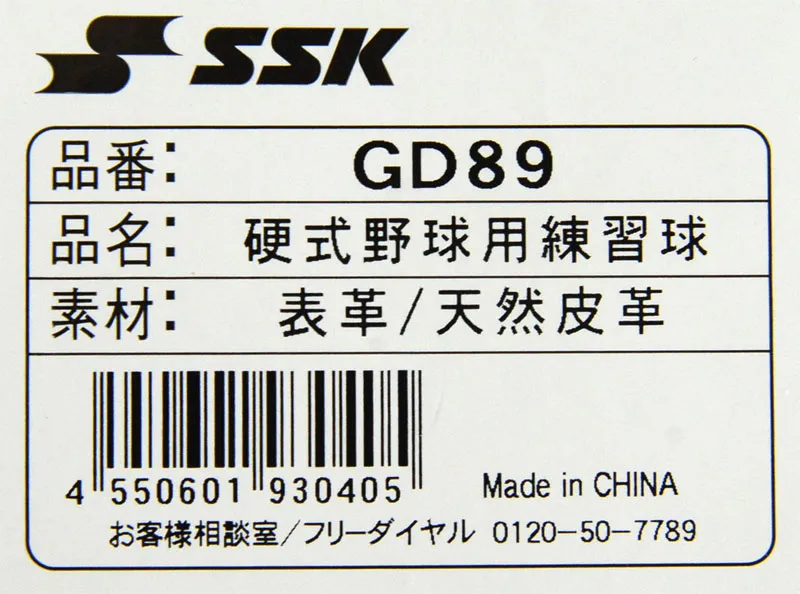 SSK
品番: GD89
品名: 硬式野球用練習球
素材: 表革/天然皮革
4 550601 930405
Made in CHINA
お客様相談室/フリーダイヤル 0120-50-7789